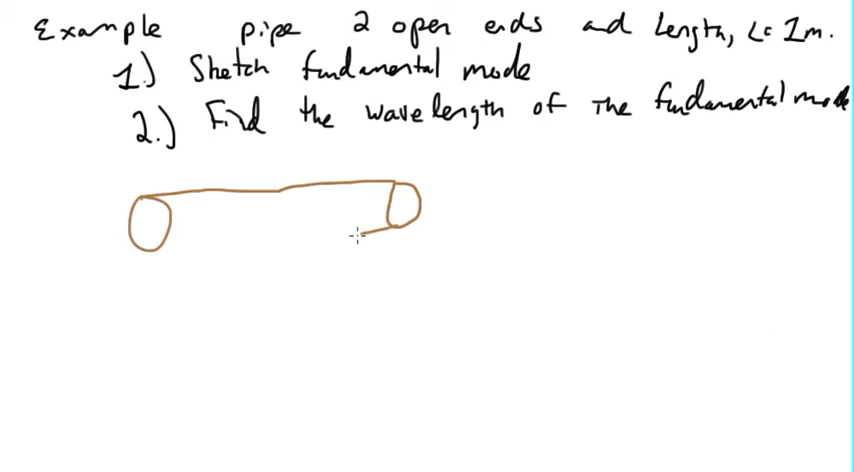 Example pipe 2 open ends and Length, L= 1m.
1.) Sketch fundamental mode
2.) Find the wavelength of the fundamental mode